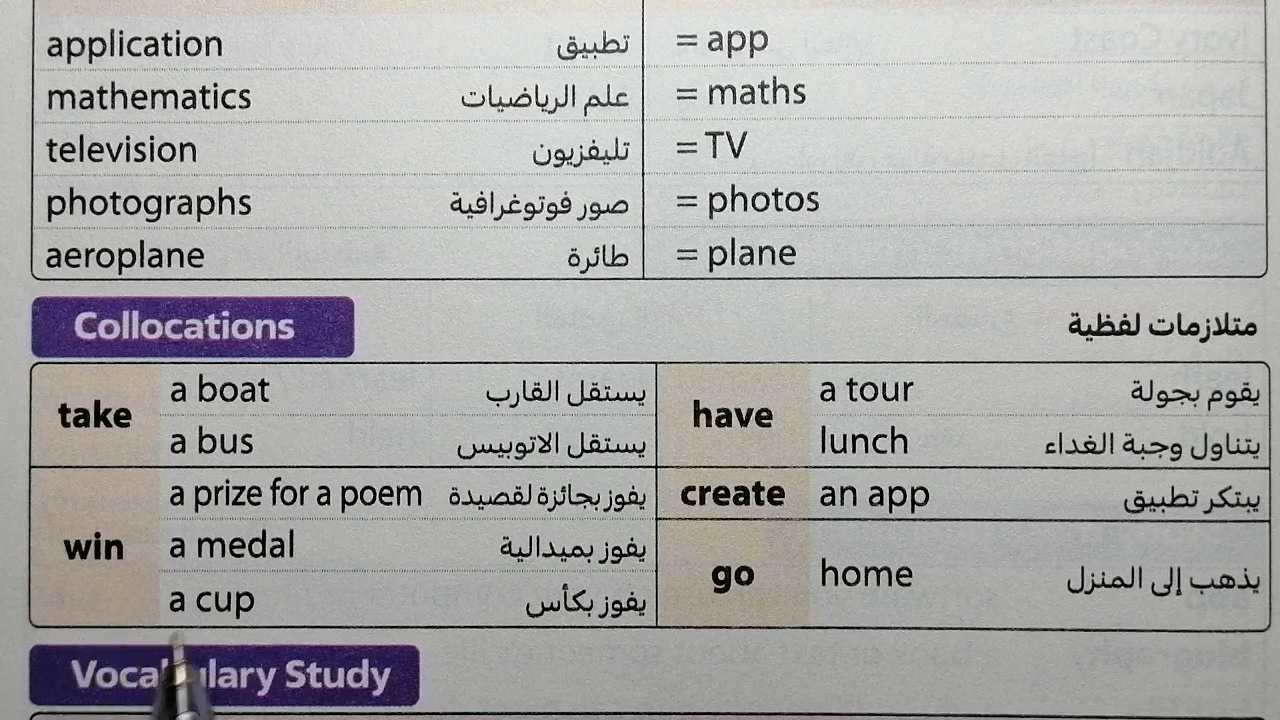 application تطبيق = app
mathematics علم الرياضيات = maths
television تليفزيون = TV
photographs صور فوتوغرافية = photos
aeroplane طائرة = plane
Collocations متلازمات لفظية
take
a boat يستقل القارب
a bus يستقل الاتوبيس
have
a tour يقوم بجولة
lunch يتناول وجبة الغداء
win
a prize for a poem يفوز بجائزة لقصيدة
a medal يفوز بميدالية
a cup يفوز بكأس
create an app يبتكر تطبيق
go home يذهب إلى المنزل
Vocabulary Study